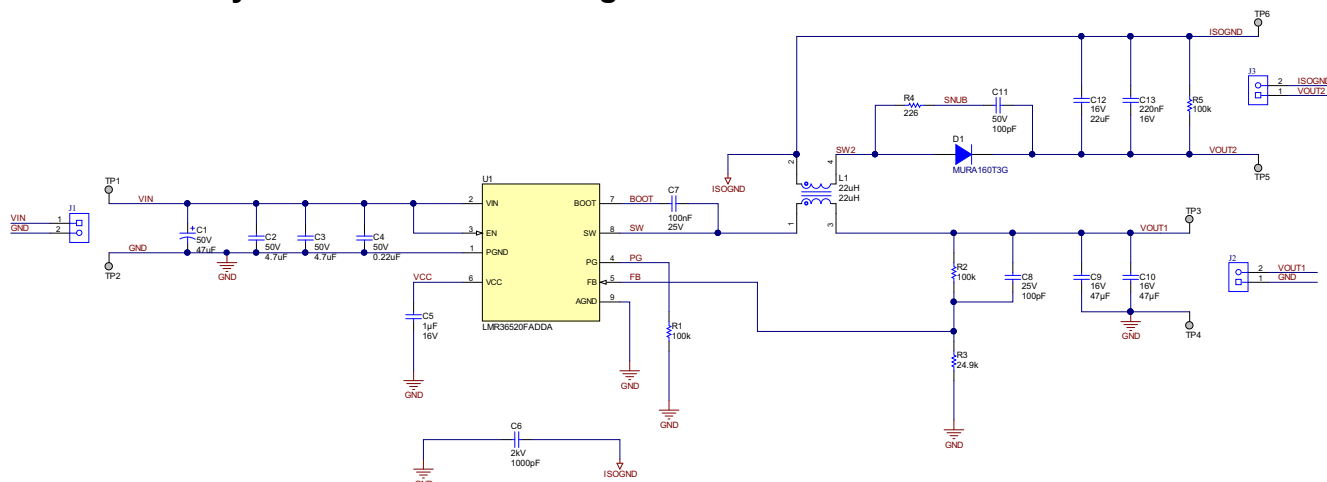 TP6
ISOGND
J3
2 ISOGND
1 VOUT2
R4
226
SNUB
C11
50V
100pF
C12
16V
22uF
C13
220nF
16V
R5
100k
D1
MURA160T3G
2
4
SW2
VOUT2
TP5
ISOGND
L1
22uH
22uH
1
3
TP1
VIN
J1
VIN 1
GND 2
C1
50V
47uF
C2
50V
4.7uF
C3
50V
4.7uF
C4
50V
0.22uF
GND
TP2
GND
U1
2 VIN
3 EN
1 PGND
6 VCC
BOOT 7
SW 8
PG 4
FB 5
AGND 9
LMR36520FADDA
BOOT
C7
100nF
25V
SW
PG
FB
VCC
C5
1µF
16V
GND
R1
100k
GND
GND
TP3
VOUT1
J2
2 VOUT1
1 GND
R2
100k
C8
25V
100pF
C9
16V
47µF
C10
16V
47µF
GND
TP4
R3
24.9k
GND
C6
2kV
1000pF
GND
ISOGND